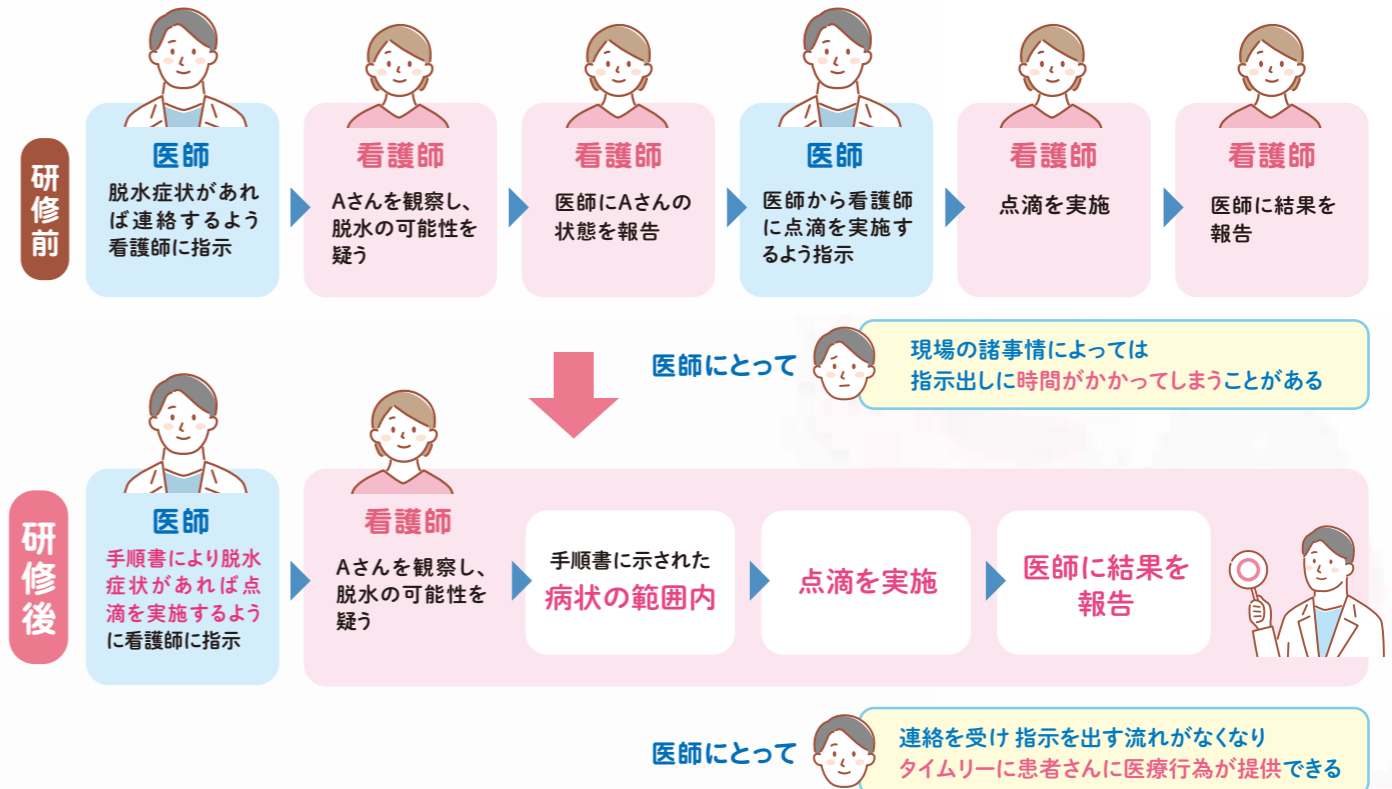 研修前
医師
脱水症状があれ
ば連絡するよう
看護師に指示
看護師
Aさんを観察し、
脱水の可能性を
疑う
看護師
医師にAさんの
状態を報告
医師
医師から看護師
に点滴を実施す
るよう指示
看護師
点滴を実施
看護師
医師に結果を
報告
医師にとって
現場の諸事情によっては
指示出しに時間がかかってしまうことがある
研修後
医師
手順書により脱水
症状があれば点
滴を実施するよう
に看護師に指示
看護師
Aさんを観察し、
脱水の可能性を
疑う
手順書に示された
病状の範囲内
点滴を実施
医師に結果を
報告
医師にとって
連絡を受け 指示を出す流れがなくなり
タイムリーに患者さんに医療行為が提供できる